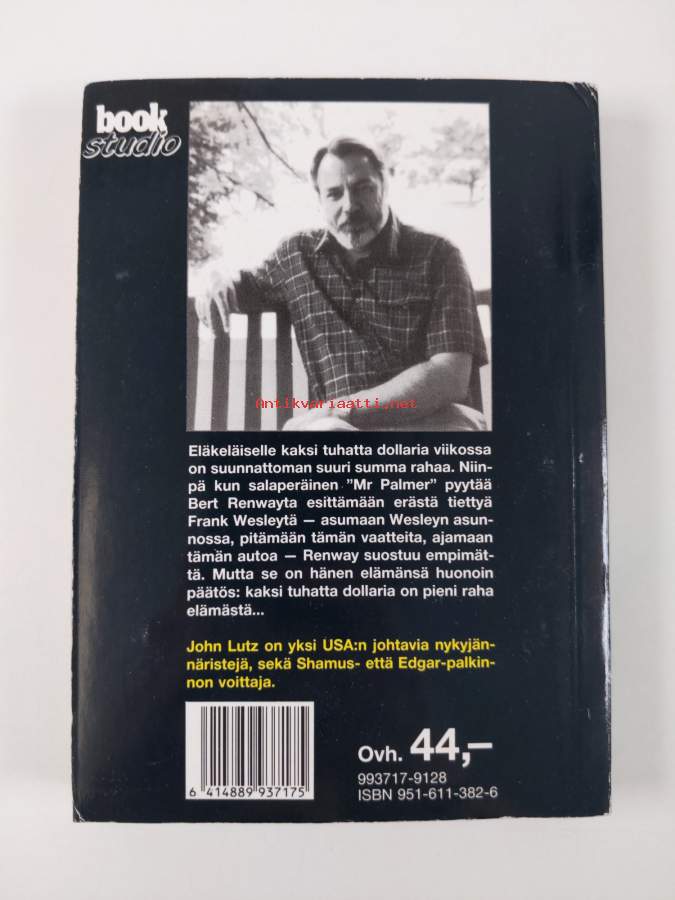 book
studio
Antikvariaatti.net
Eläkeläiselle kaksi tuhatta dollaria viikossa
on suunnattoman suuri summa rahaa. Niin-
pä kun salaperäinen ”Mr Palmer” pyytää
Bert Renwayta esittämään erästä tiettyä
Frank Wesleytä — asumaan Wesleyn asun-
nossa, pitämään tämän vaatteita, ajamaan
tämän autoa — Renway suostuu empimät-
tä. Mutta se on hänen elämänsä huonoin
päätös: kaksi tuhatta dollaria on pieni raha
elämästä...
John Lutz on yksi USA:n johtavia nykyjän-
näristejä, sekä Shamus- että Edgar-palkin-
non voittaja.
6 414889 937175
Ovh. 44,–
993717-9128
ISBN 951-611-382-6